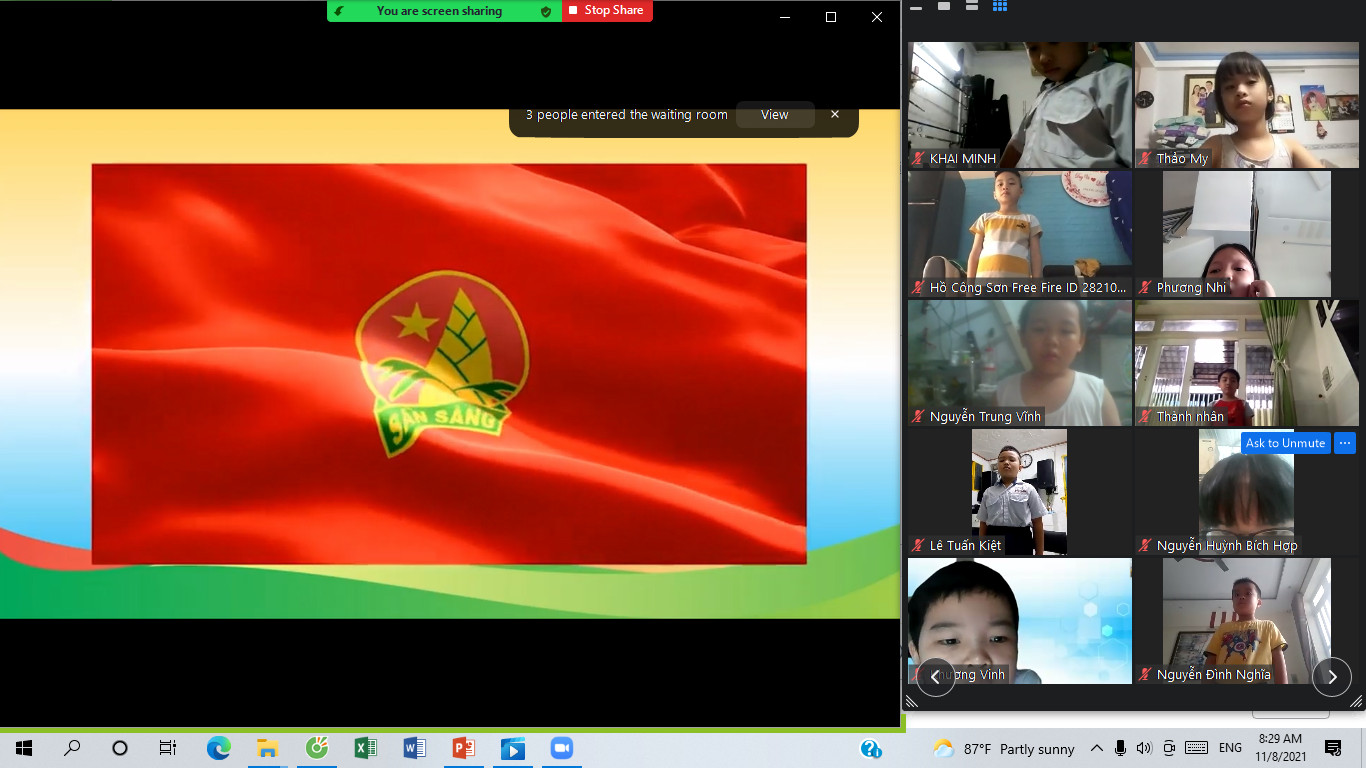 You are screen sharing
Stop Share
3 people entered the waiting room
View
SẴN SÀNG
KHAI MINH
Thảo My
Hồ Công Sơn Free Fire ID 28210...
Phương Nhi
Nguyễn Trung Vĩnh
Thành nhân
Ask to Unmute
...
Lê Tuấn Kiệt
Nguyễn Huỳnh Bích Hợp
Vinh
Nguyễn Đình Nghĩa
87°F Partly sunny
ENG
8:29 AM
11/8/2021